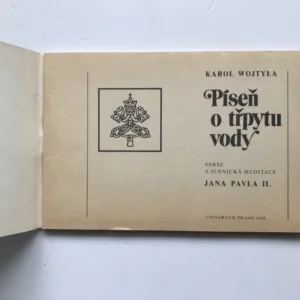 KAROL WOJTYŁA
Píseň
o třpytu
vody
VERŠE
A SCÉNICKÁ MEDITACE
JANA PAVLA II.
UNIVERZUM PRAHA 1990